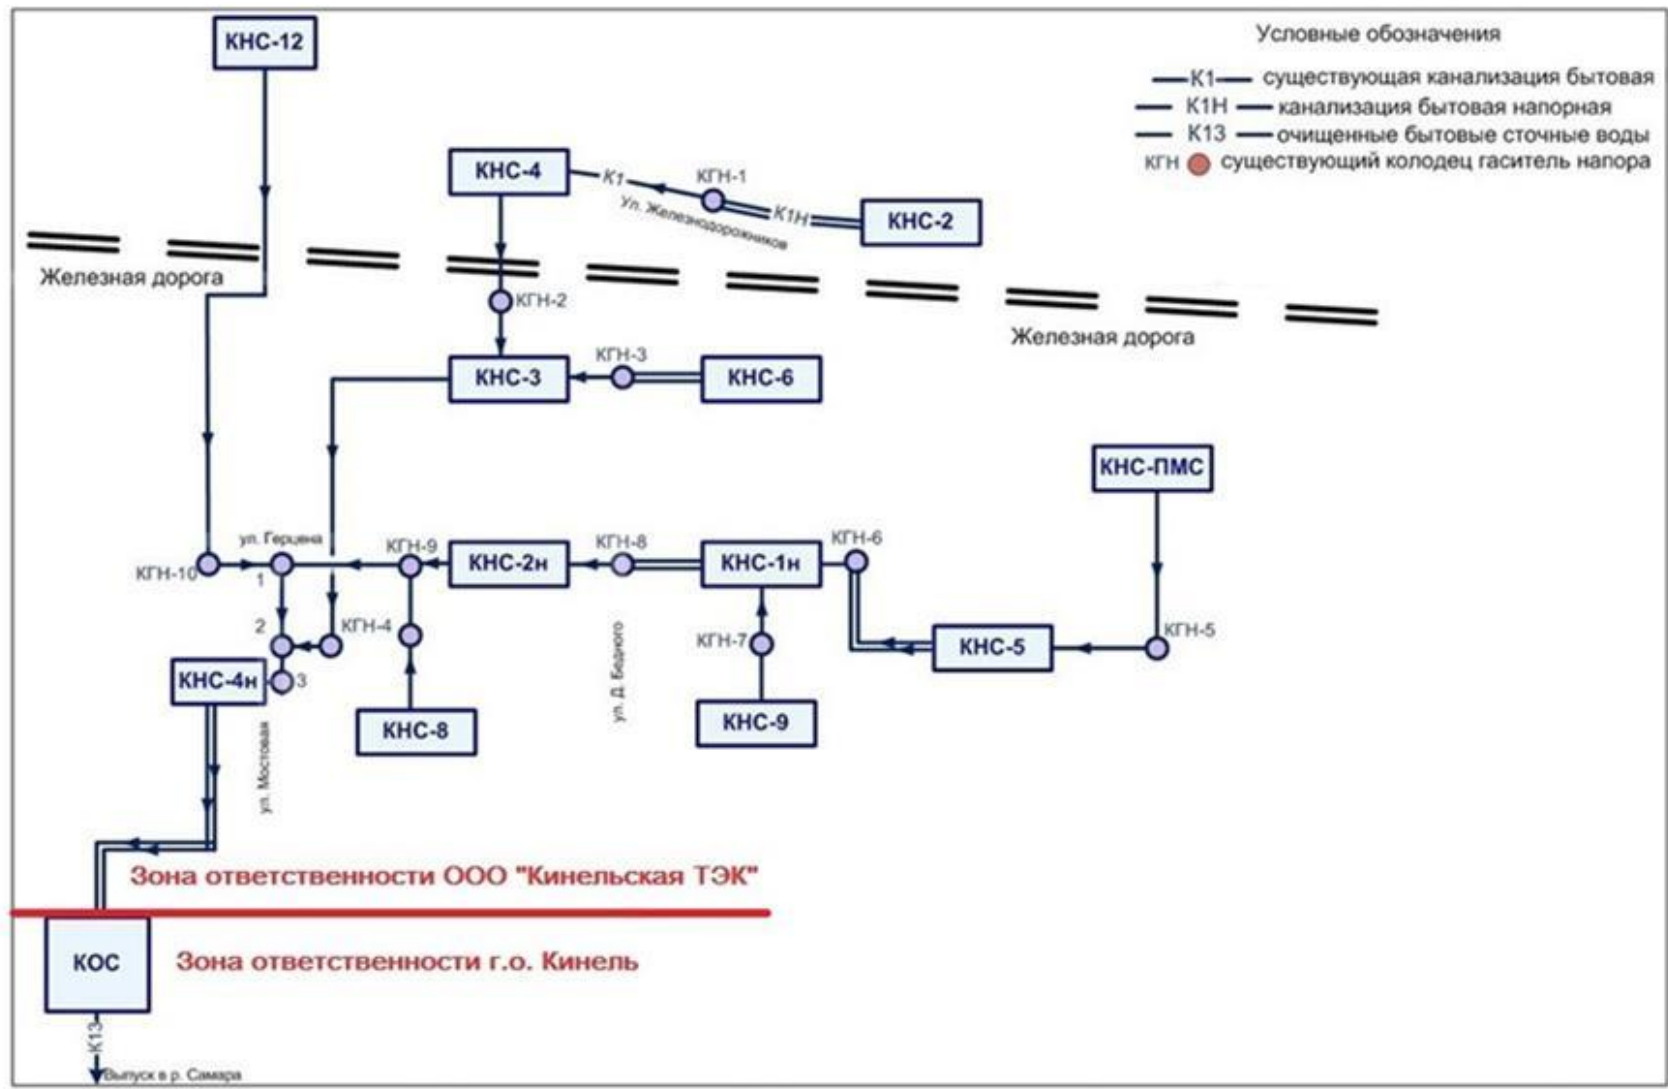 КНС-12
Условные обозначения
К1 существующая канализация бытовая
К1Н канализация бытовая напорная
К13 очищенные бытовые сточные воды
КГН существующий колодец гаситель напора
КНС-4
К1
КГН-1
К1Н
КНС-2
Ул. Железнодорожников
Железная дорога
КГН-2
Железная дорога
КНС-3
КГН-3
КНС-6
КНС-ПМС
ул. Герцена
КГН-10
1
КГН-9
КНС-2н
КГН-8
КНС-1н
КГН-6
2
КГН-4
ул. Д. Бедного
КГН-7
КНС-5
КГН-5
КНС-4н
3
КНС-8
КНС-9
ул. Мостовая
Зона ответственности ООО "Кинельская ТЭК"
КОС
Зона ответственности г.о. Кинель
К13
Выпуск в р. Самара